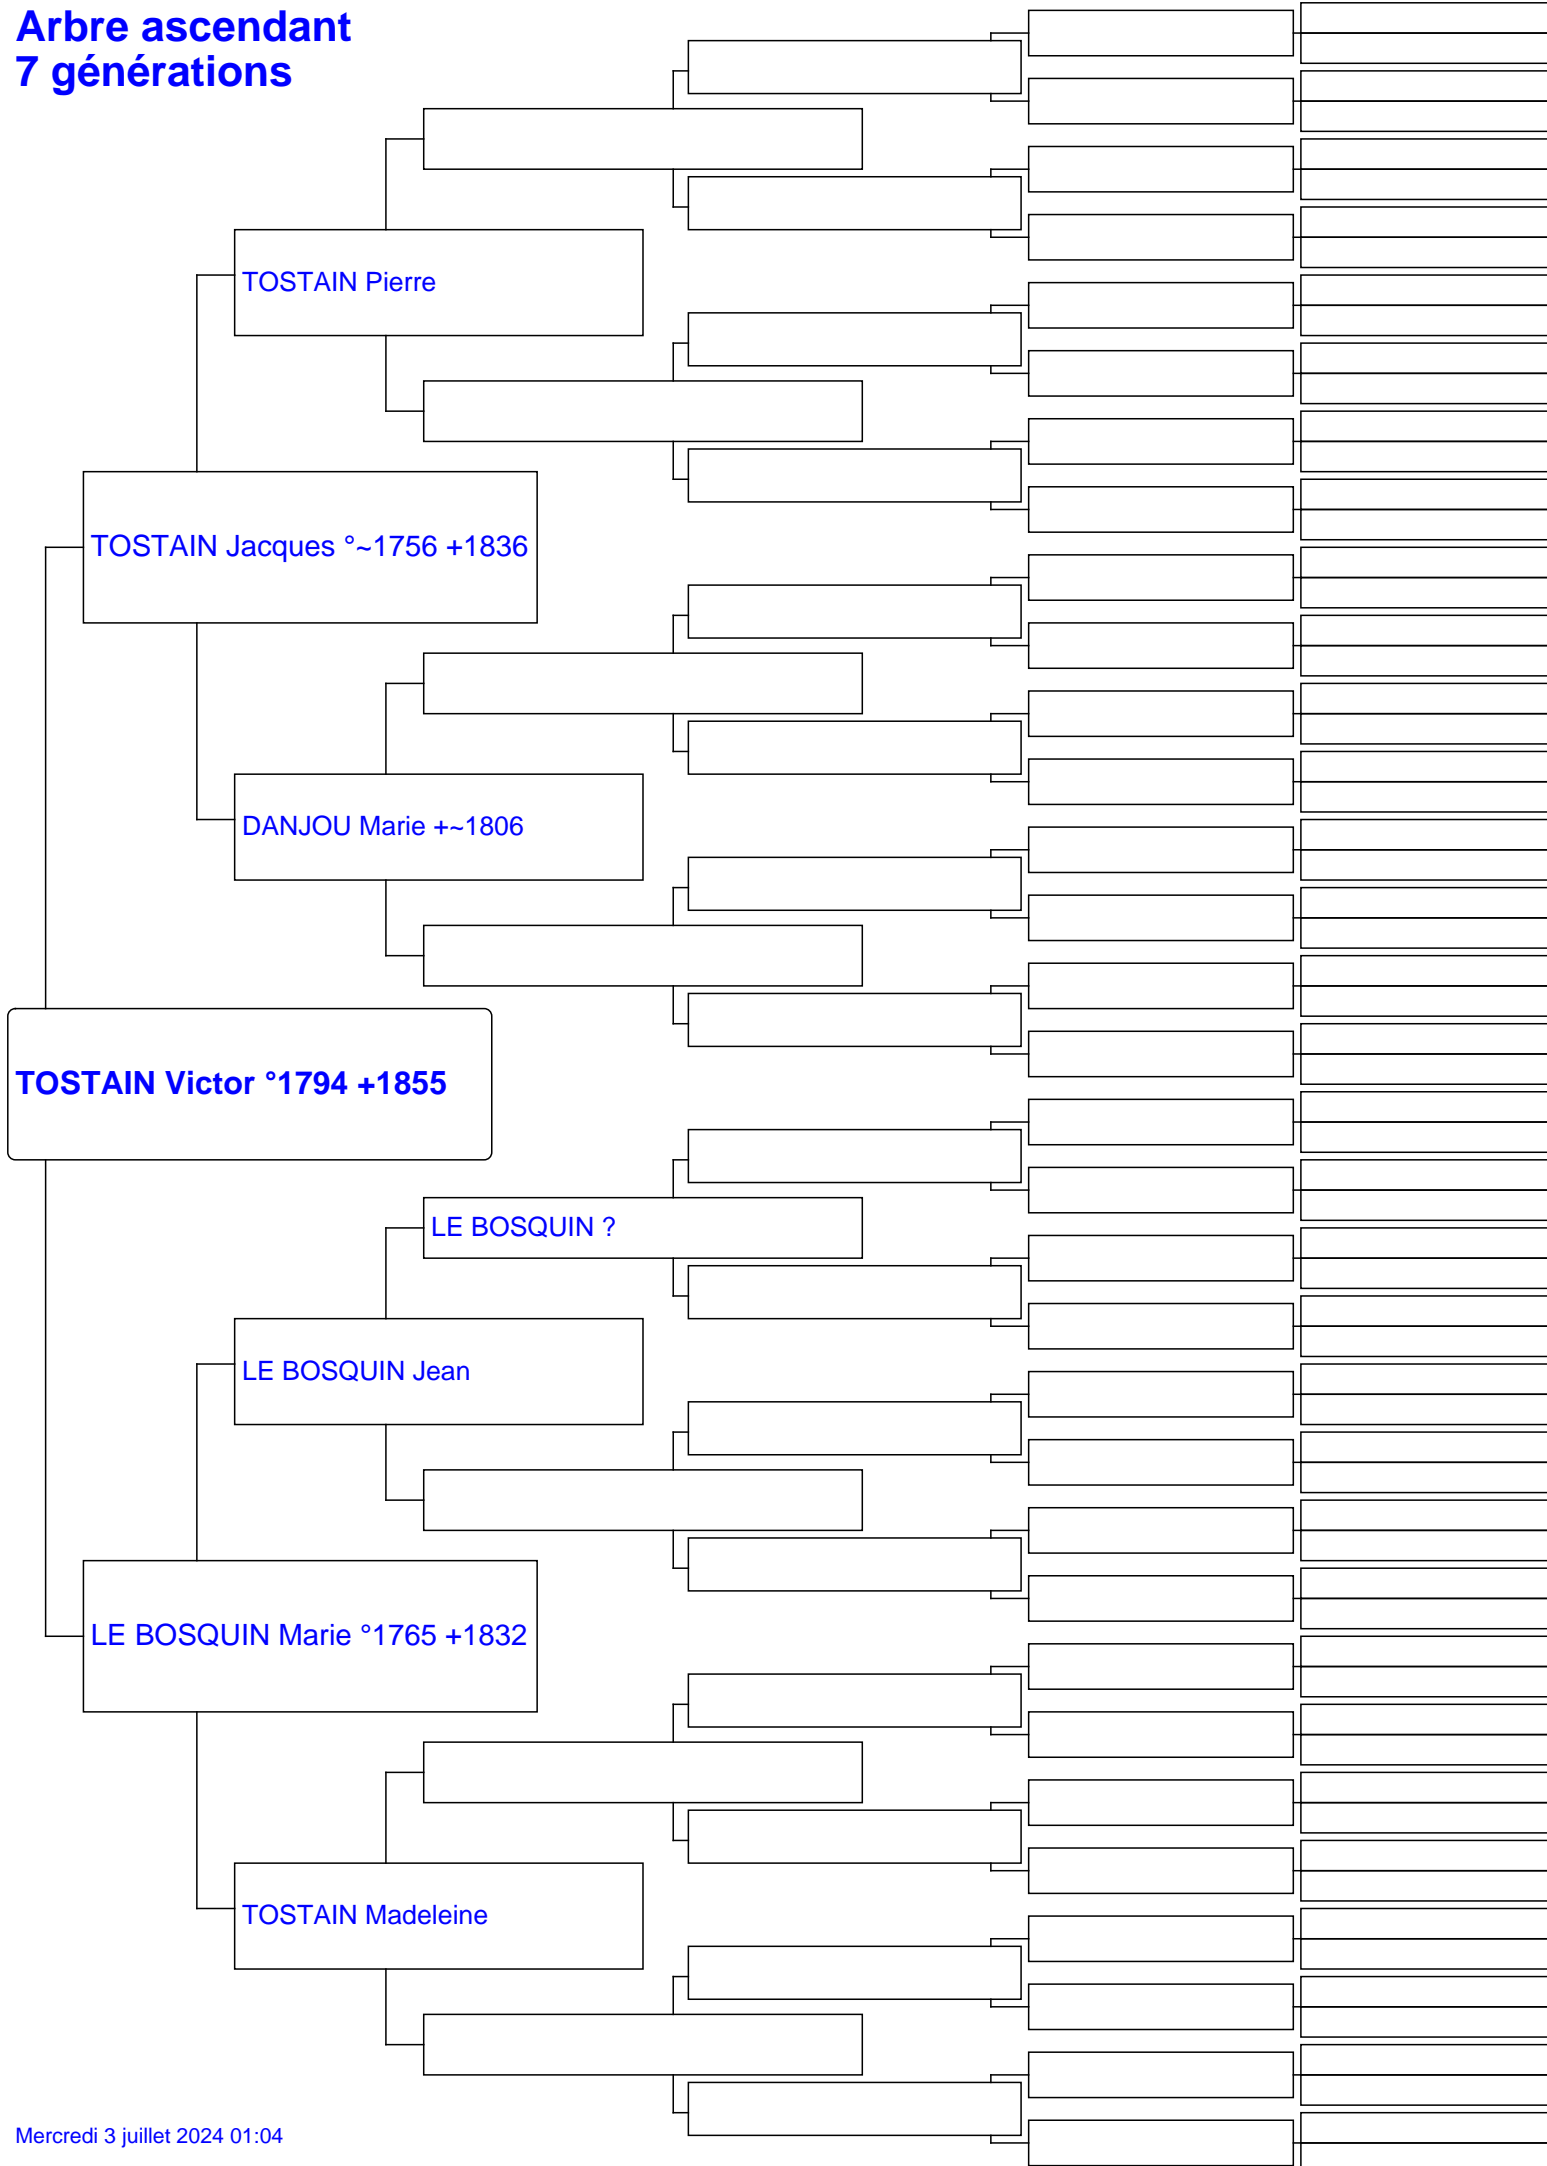 Arbre ascendant
7 générations
TOSTAIN Pierre
TOSTAIN Jacques °~1756 +1836
DANJOU Marie +~1806
TOSTAIN Victor °1794 +1855
LE BOSQUIN ?
LE BOSQUIN Jean
LE BOSQUIN Marie °1765 +1832
TOSTAIN Madeleine
Mercredi 3 juillet 2024 01:04